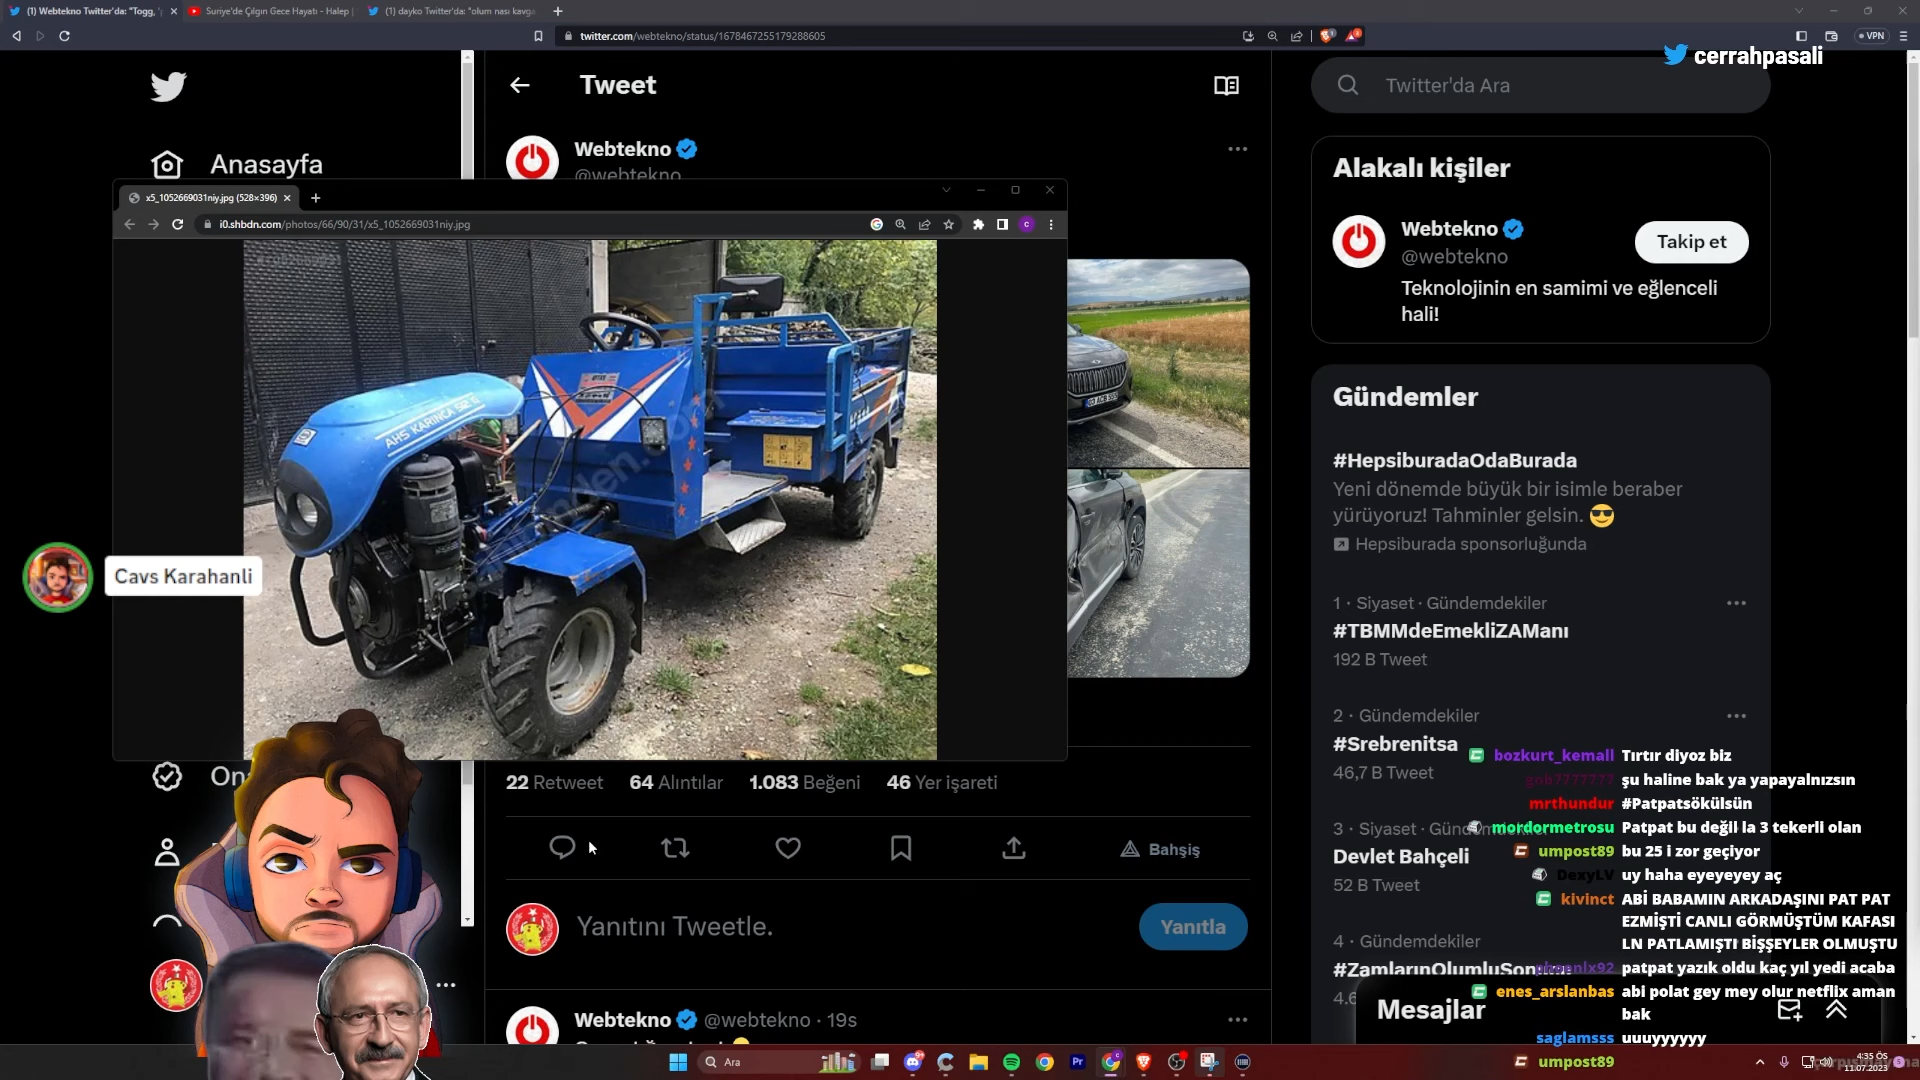 (1) Webtekno Twitter'da: "Togg, '
Suriye'de Çılgın Gece Hayatı - Halep |
(1) dayko Twitter'da: "olum nası kavga
twitter.com/webtekno/status/1678467255179288605
VPN
cerrahpasali
Tweet
Twitter'da Ara
Anasayfa
Webtekno
@webtekno
x5_1052669031niy.jpg (528×396)
i0.shbdn.com/photos/66/90/31/x5_1052669031niy.jpg
AHS KARINCA
Cavs Karahanli
Alakalı kişiler
Webtekno
@webtekno
Takip et
Teknolojinin en samimi ve eğlenceli
hali!
Gündemler
#HepsiburadaOdaBurada
Yeni dönemde büyük bir isimle beraber
yürüyoruz! Tahminler gelsin. 😎
Hepsiburada sponsorluğunda
1 · Siyaset · Gündemdekiler
#TBMMdeEmekliZAManı
192 B Tweet
2 · Gündemdekiler
#Srebrenitsa
46,7 B Tweet
3 · Siyaset · Gündemdekiler
Devlet Bahçeli
52 B Tweet
4 · Gündemdekiler
#ZamlarınOlumluSon
4.6
22 Retweet 64 Alıntılar 1.083 Beğeni 46 Yer işareti
Bahşiş
Yanıtını Tweetle.
Yanıtla
Webtekno @webtekno · 19s
bozkurt_kemall Tırtır diyoz biz
gob7777777 şu haline bak ya yapayalnızsın
mrthundur #Patpatsökülsün
mordormetrosu Patpat bu değil la 3 tekerli olan
umpost89 bu 25 i zor geçiyor
DexyLV uy haha eyeyeyey aç
kivinct ABİ BABAMIN ARKADAŞINI PAT PAT
EZMİŞTİ CANLI GÖRMÜŞTÜM KAFASI
LN PATLAMIŞTI BİŞŞEYLER OLMUŞTU
phoenlx92 patpat yazık oldu kaç yıl yedi acaba
enes_arslanbas abi polat gey mey olur netflix aman
bak
saglamsss uuuyyyyyy
umpost89
Mesajlar
Ara
4:35 ÖS
11.07.2023